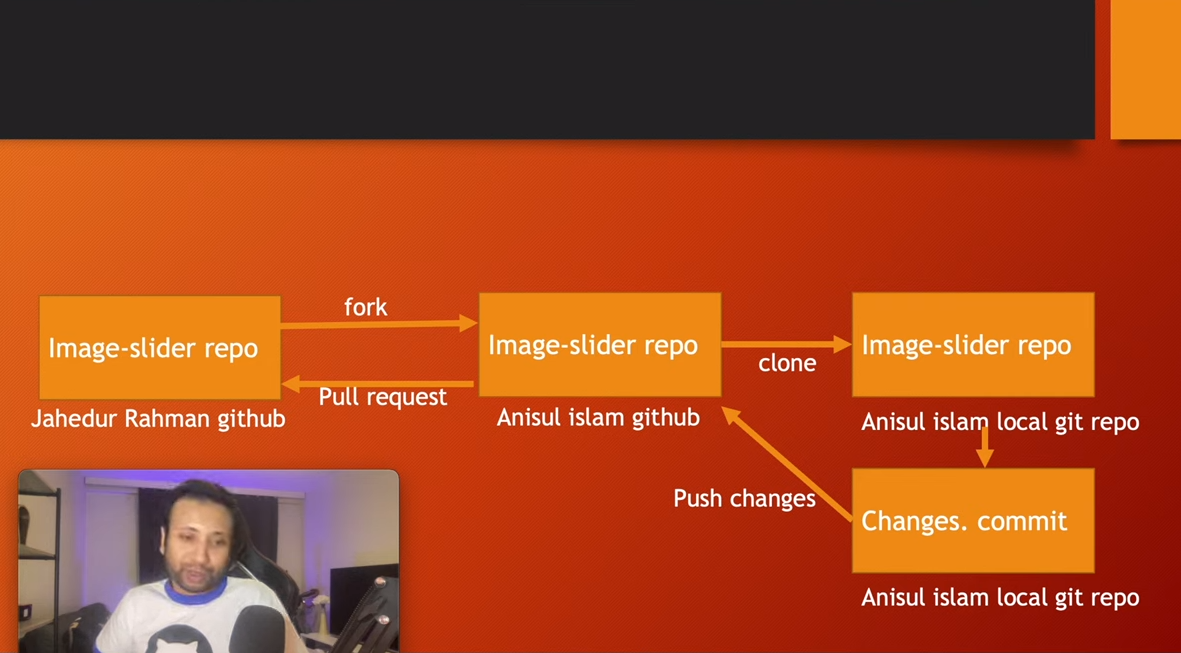 fork
Image-slider repo
Image-slider repo
Image-slider repo
clone
Pull request
Jahedur Rahman github
Anisul islam github
Anisul islam local git repo
Push changes
Changes. commit
Anisul islam local git repo